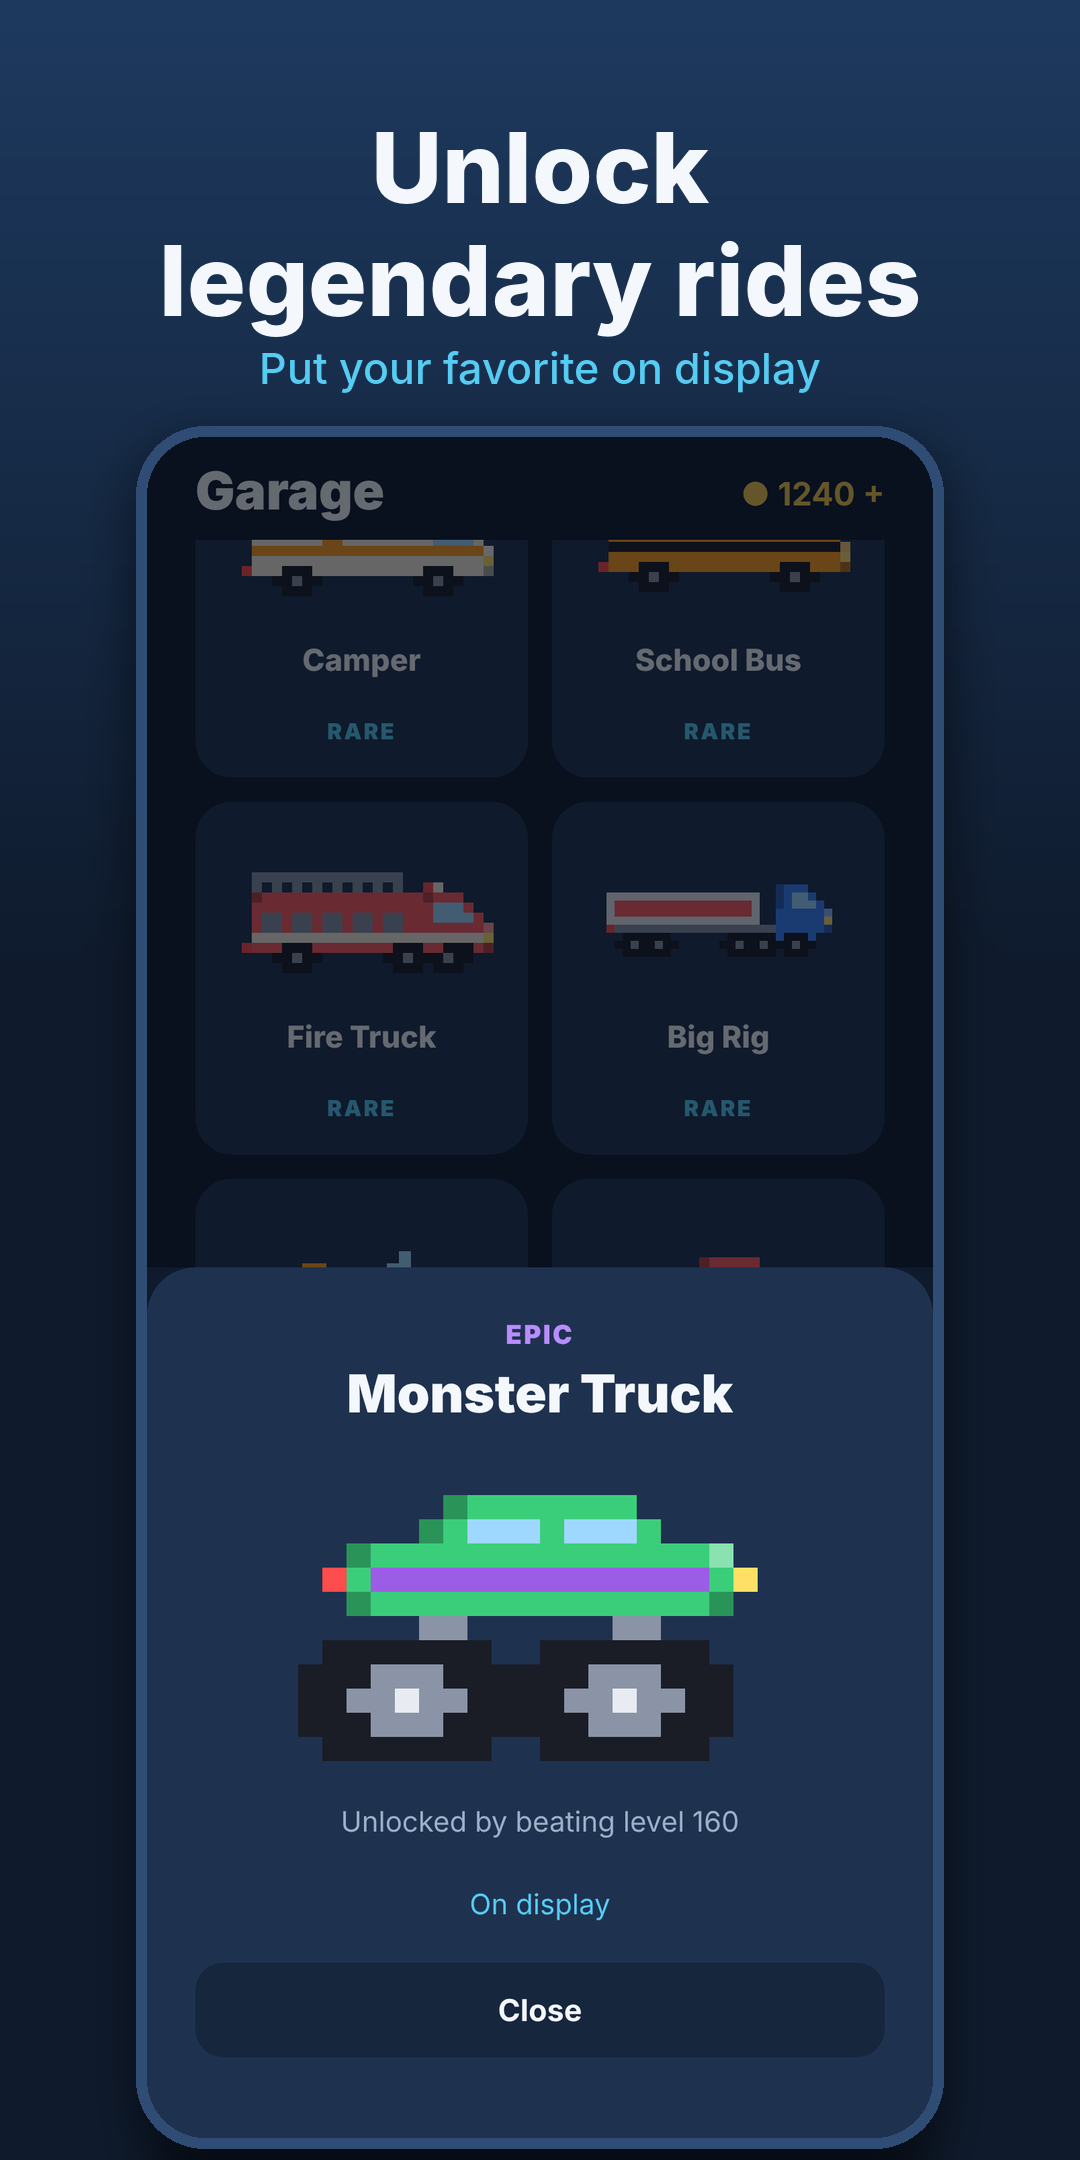 Unlock
legendary rides
Put your favorite on display
Garage
1240 +
Camper
School Bus
RARE
RARE
Fire Truck
Big Rig
RARE
RARE
EPIC
Monster Truck
Unlocked by beating level 160
On display
Close